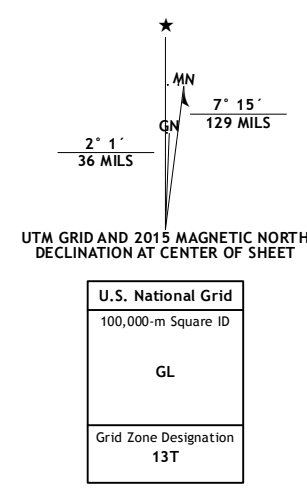 ★
MN
GN
7° 15´
129 MILS
2° 1´
36 MILS
UTM GRID AND 2015 MAGNETIC NORTH
DECLINATION AT CENTER OF SHEET
U.S. National Grid
100,000-m Square ID
GL
Grid Zone Designation
13T